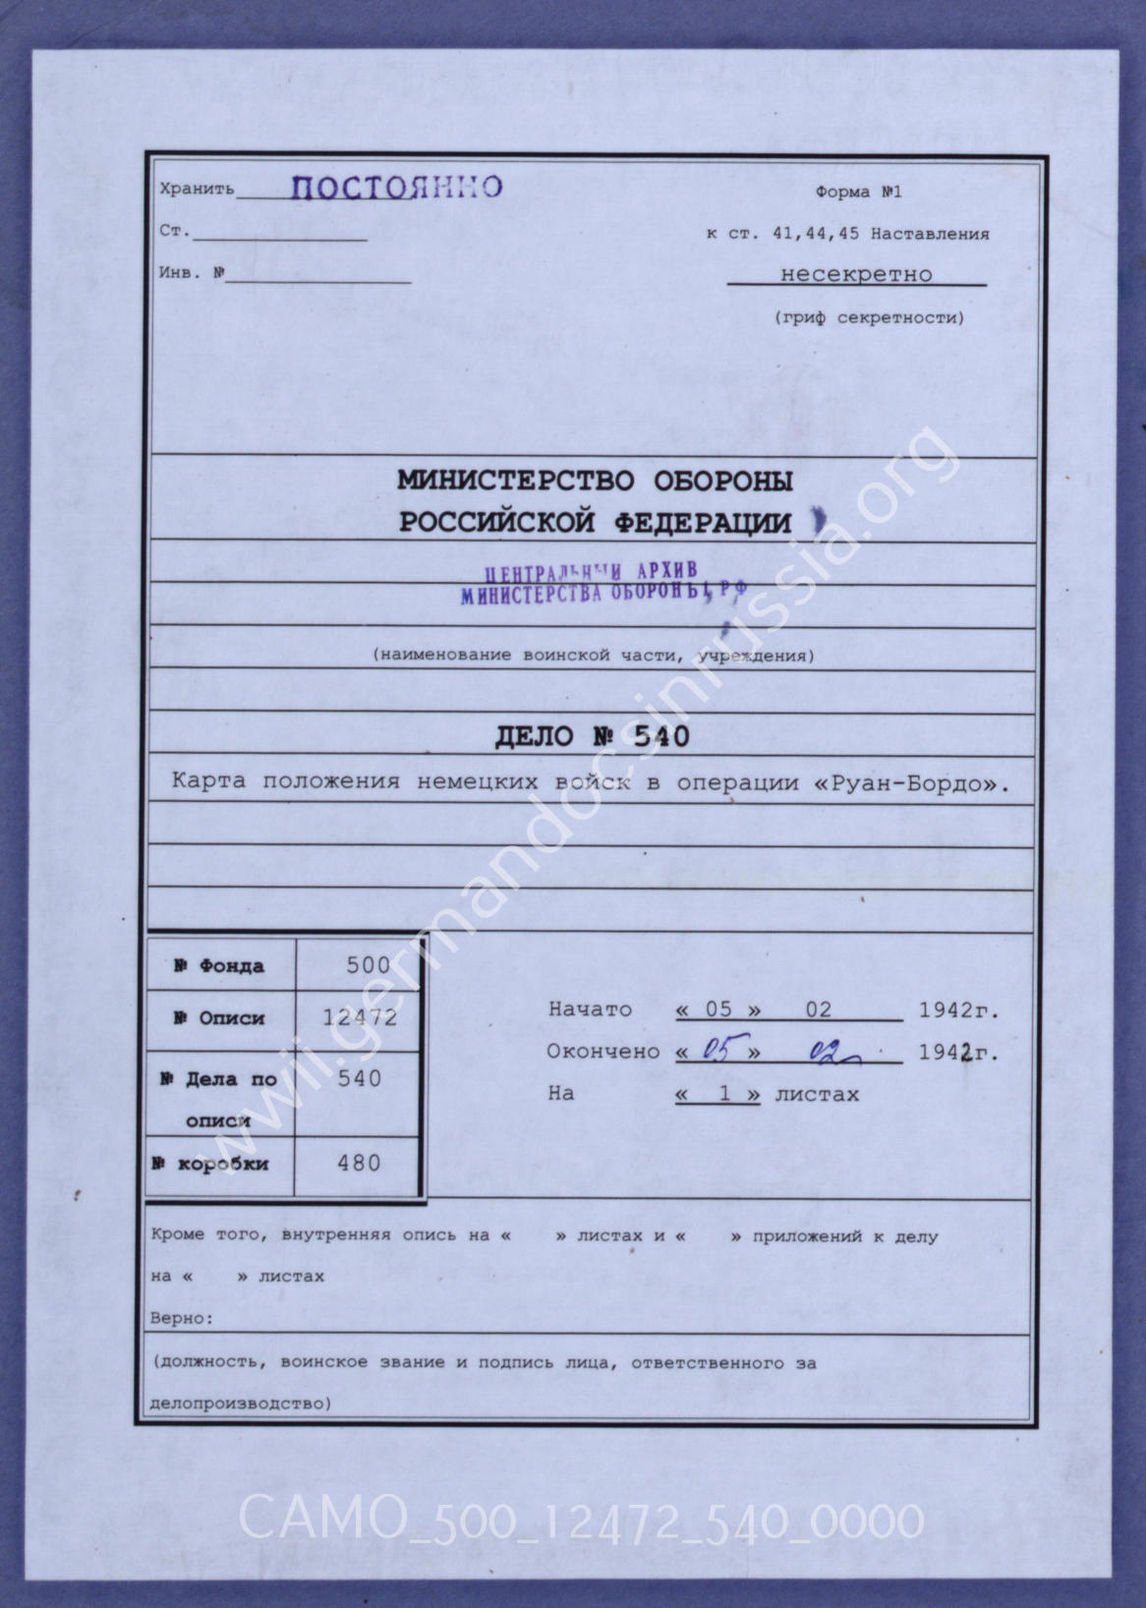 Хранить ПОСТОЯННО
Форма №1
Ст.
к ст. 41,44,45 Наставления
Инв. №
несекретно
(гриф секретности)
МИНИСТЕРСТВО ОБОРОНЫ
РОССИЙСКОЙ ФЕДЕРАЦИИ
ЦЕНТРАЛЬНЫЙ АРХИВ
МИНИСТЕРСТВА ОБОРОНЫ РФ
(наименование воинской части, учреждения)
ДЕЛО № 540
Карта положения немецких войск в операции «Руан-Бордо».
№ Фонда 500
№ Описи 12472
№ Дела по описи 540
№ коробки 480
Начато « 05 » 02 1942г.
Окончено « 05 » 02 1942г.
На « 1 » листах
Кроме того, внутренняя опись на « » листах и « » приложений к делу
на « » листах
Верно:
(должность, воинское звание и подпись лица, ответственного за
делопроизводство)
www.germandocsinrussia.org
CAMO_500_12472_540_0000